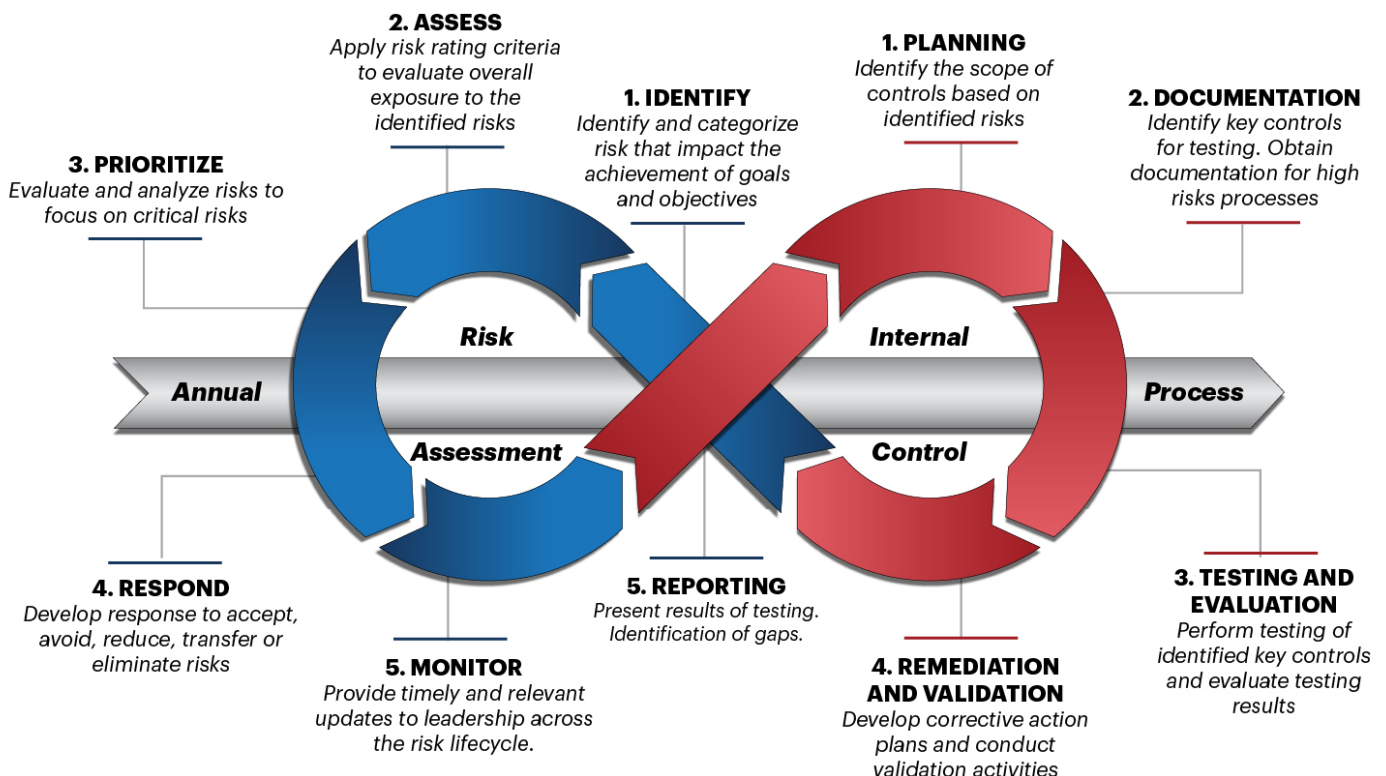 2. ASSESS
Apply risk rating criteria
to evaluate overall
exposure to the
identified risks
1. PLANNING
Identify the scope of
controls based on
identified risks
1. IDENTIFY
Identify and categorize
risk that impact the
achievement of goals
and objectives
2. DOCUMENTATION
Identify key controls
for testing. Obtain
documentation for high
risks processes
3. PRIORITIZE
Evaluate and analyze risks to
focus on critical risks
Risk
Internal
Annual
Process
Assessment
Control
4. RESPOND
Develop response to accept,
avoid, reduce, transfer or
eliminate risks
5. REPORTING
Present results of testing.
Identification of gaps.
3. TESTING AND
EVALUATION
Perform testing of
identified key controls
and evaluate testing
results
5. MONITOR
Provide timely and relevant
updates to leadership across
the risk lifecycle.
4. REMEDIATION
AND VALIDATION
Develop corrective action
plans and conduct
validation activities